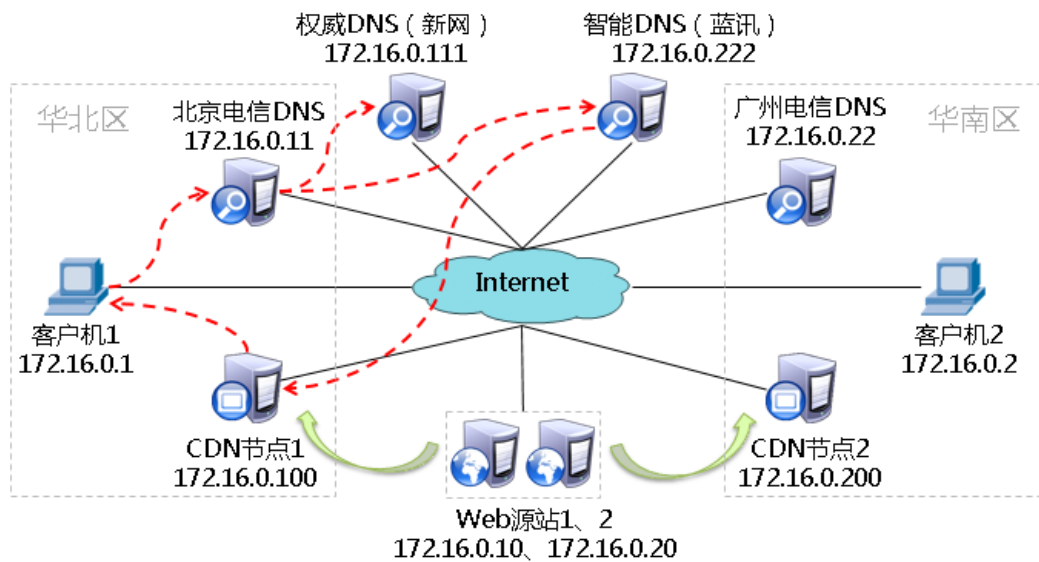 权威DNS（新网）
172.16.0.111
智能DNS（蓝讯）
172.16.0.222
华北区
北京电信DNS
172.16.0.11
广州电信DNS
172.16.0.22
华南区
Internet
客户机1
172.16.0.1
客户机2
172.16.0.2
CDN节点1
172.16.0.100
CDN节点2
172.16.0.200
Web源站1、2
172.16.0.10、172.16.0.20